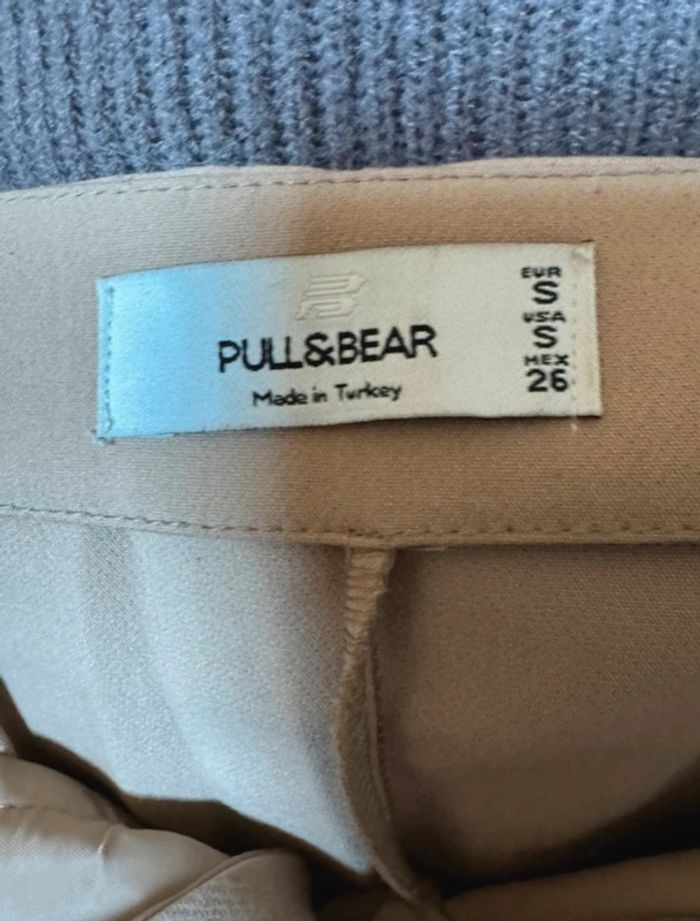 PULL&BEAR
Made in Turkey
EUR
S
USA
S
MEX
26